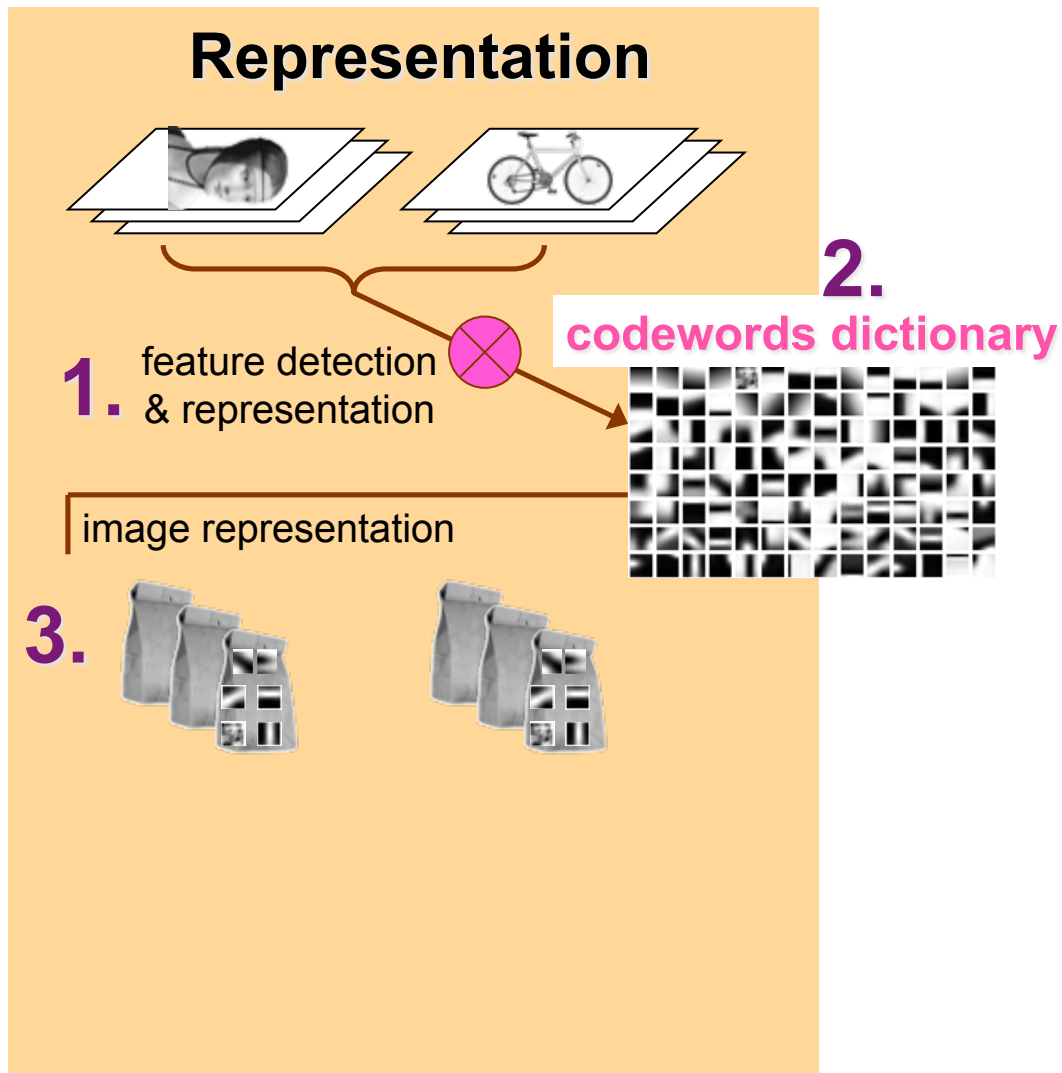 Representation
2.
codewords dictionary
1.
feature detection
& representation
image representation
3.